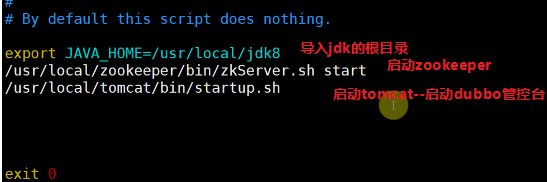 #
# By default this script does nothing.
export JAVA_HOME=/usr/local/jdk8 导入jdk的根目录
/usr/local/zookeeper/bin/zkServer.sh start 启动zookeeper
/usr/local/tomcat/bin/startup.sh 启动tomcat--启动dubbo管控台
exit 0